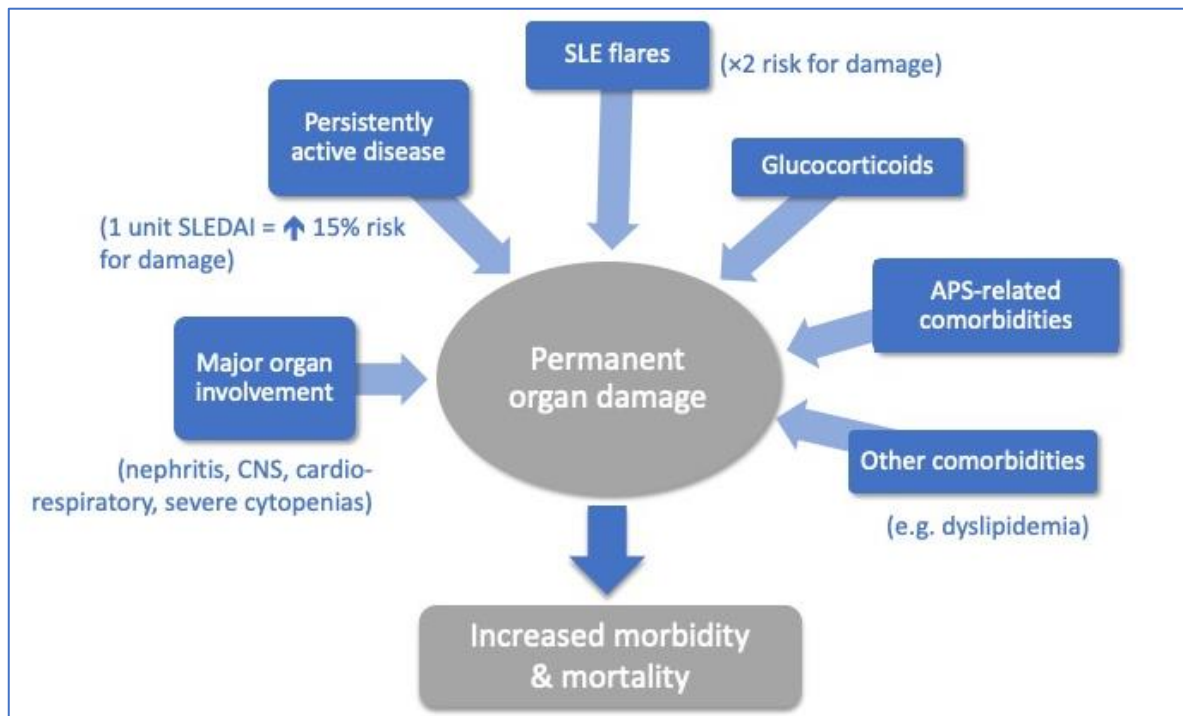 SLE flares
(×2 risk for damage)
Persistently
active disease
(1 unit SLEDAI = ↑ 15% risk
for damage)
Glucocorticoids
APS-related
comorbidities
Major organ
involvement
(nephritis, CNS, cardio-
respiratory, severe cytopenias)
Permanent
organ damage
Other comorbidities
(e.g. dyslipidemia)
Increased morbidity
& mortality